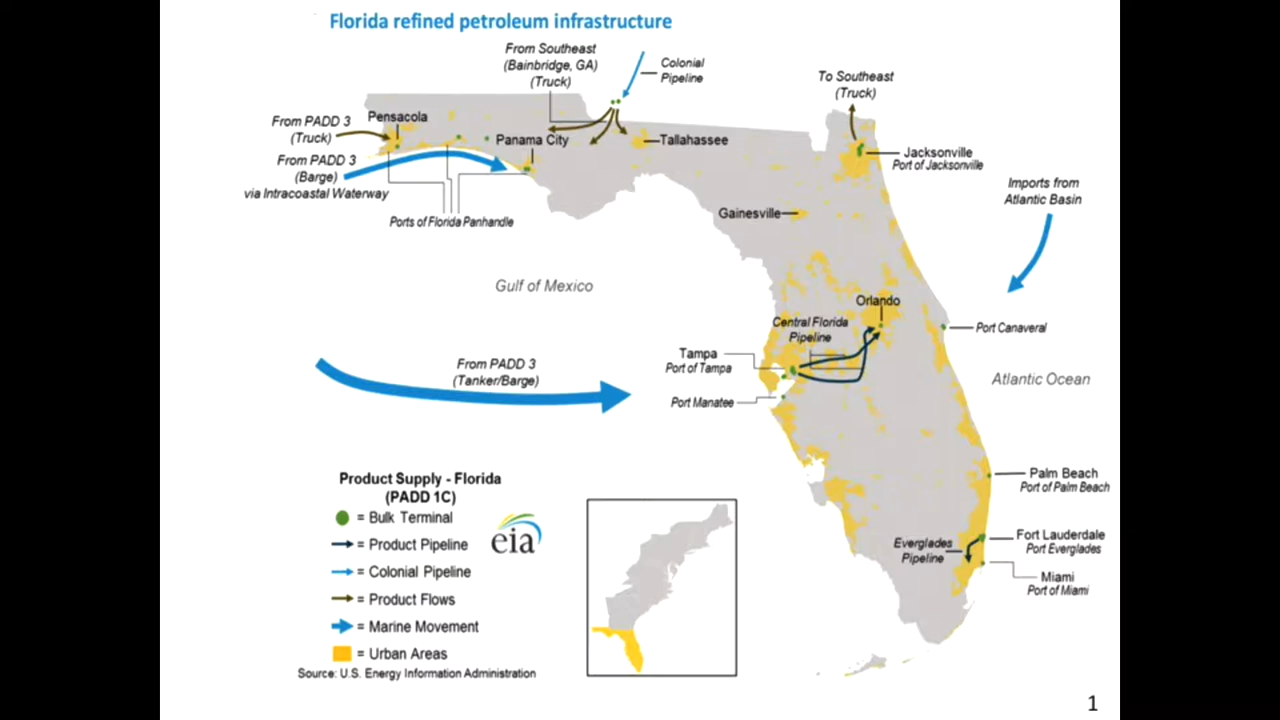 Florida refined petroleum infrastructure
From Southeast
(Bainbridge, GA)
(Truck)
Colonial
Pipeline
To Southeast
(Truck)
From PADD 3
(Truck)
Pensacola
Panama City
Tallahassee
Jacksonville
Port of Jacksonville
From PADD 3
(Barge)
via Intracoastal Waterway
Ports of Florida Panhandle
Gainesville
Imports from
Atlantic Basin
Gulf of Mexico
Orlando
Central Florida
Pipeline
Port Canaveral
Tampa
Port of Tampa
From PADD 3
(Tanker/Barge)
Atlantic Ocean
Port Manatee
Palm Beach
Port of Palm Beach
Fort Lauderdale
Port Everglades
Everglades
Pipeline
Miami
Port of Miami
Product Supply - Florida
(PADD 1C)
= Bulk Terminal
= Product Pipeline
= Colonial Pipeline
= Product Flows
= Marine Movement
= Urban Areas
eia
Source: U.S. Energy Information Administration
1